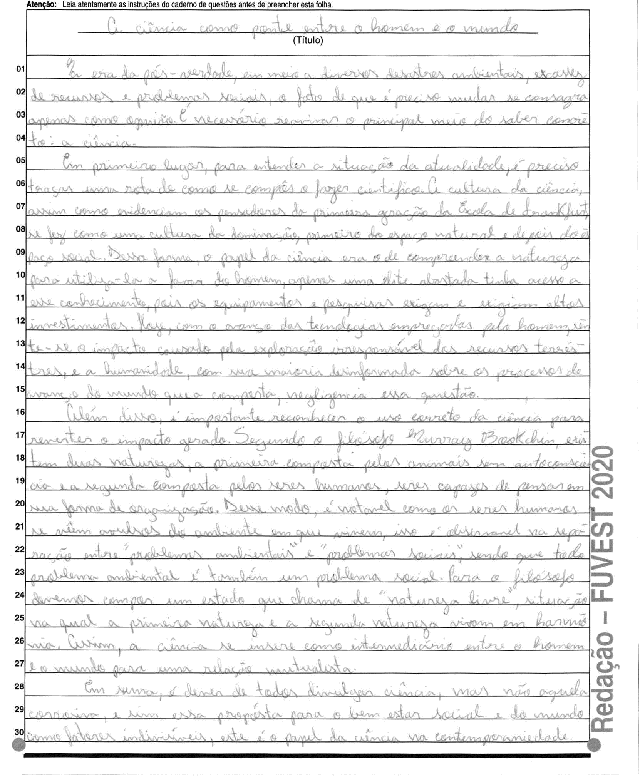 Atenção: Leia atentamente as instruções do caderno de questões antes de preencher esta folha.
A ciência como ponte entre o homem e o mundo
(Título)
01 Na era da pós-verdade, em meio a diversos desastres ambientais, escassez
02 de recursos e problemas sociais, o fato de que é preciso mudar se consagra
03 apenas como opinião. É necessário reanimar o principal meio do saber concre
04 to: a ciência.
05 Em primeiro lugar, para entender a situação da atualidade, é preciso
06 traçar uma rota de como se compôs o fazer científico. A cultura da ciência,
07 assim como evidenciam os pensadores da primeira geração da Escola de Frankfurt,
08 se fez como uma cultura da dominação, primeiro do espaço natural e depois do es
09 paço social. Dessa forma, o papel da ciência era o de compreender a natureza
10 para utilizá-la a favor do homem, apenas uma elite abastada tinha acesso a
11 esse conhecimento, pois os equipamentos e pesquisas exigem e exigiam altos
12 investimentos. Hoje, com o avanço das tecnologias empregadas pelo homem, sen
13 te-se o impacto causado pela exploração irresponsável das recursos terres
14 tres, e a humanidade, com sua maioria desinformada sobre os processos de
15 avanço do mundo que a comporta, negligencia essa questão.
16 Além disso, é importante reconhecer o uso correto da ciência para
17 reverter o impacto gerado. Segundo o filósofo Murray Bookchin, exis
18 tem duas naturezas, a primeira composta pelos animais sem autoconsciên
19 cia e a segunda composta pelos seres humanos, seres capazes de pensar em
20 sua forma de organização. Desse modo, é notável como os seres humanos
21 se vêem avulsos do ambiente em que vivem, isso é observável na sepa
22 ração entre "problemas ambientais" e "problemas sociais" sendo que todo
23 problema ambiental é também um problema social. Para o filósofo
24 devemos compor um estado que chama de "natureza livre", situação
25 na qual a primeira natureza e a segunda natureza vivem em harmo
26 nia. Assim, a ciência se insere como intermediário entre o homem
27 e o mundo para uma relação mutualista.
28 Em suma, é dever de todos divulgar ciência, mas não aquela
29 corrosiva, e sim essa proposta para o bem estar social e do mundo
30 como fatores indivisíveis, este é o papel da ciência na contemporaniedade
Redação – FUVEST 2020